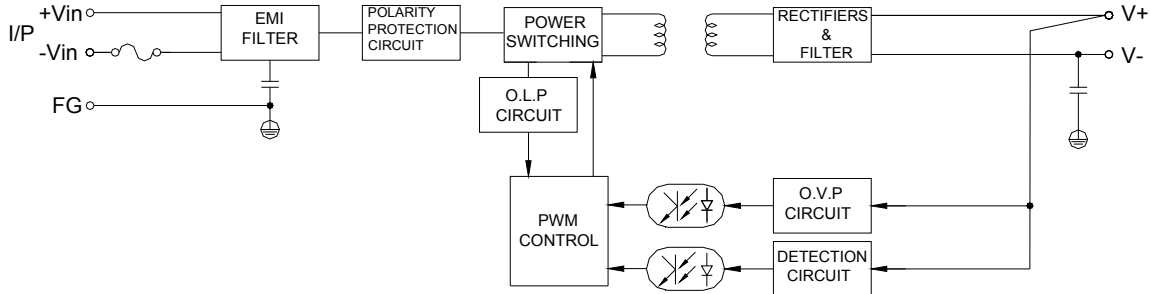 I/P
+Vin
-Vin
FG
EMI
FILTER
POLARITY
PROTECTION
CIRCUIT
POWER
SWITCHING
RECTIFIERS
&
FILTER
V+
V-
O.L.P
CIRCUIT
PWM
CONTROL
O.V.P
CIRCUIT
DETECTION
CIRCUIT